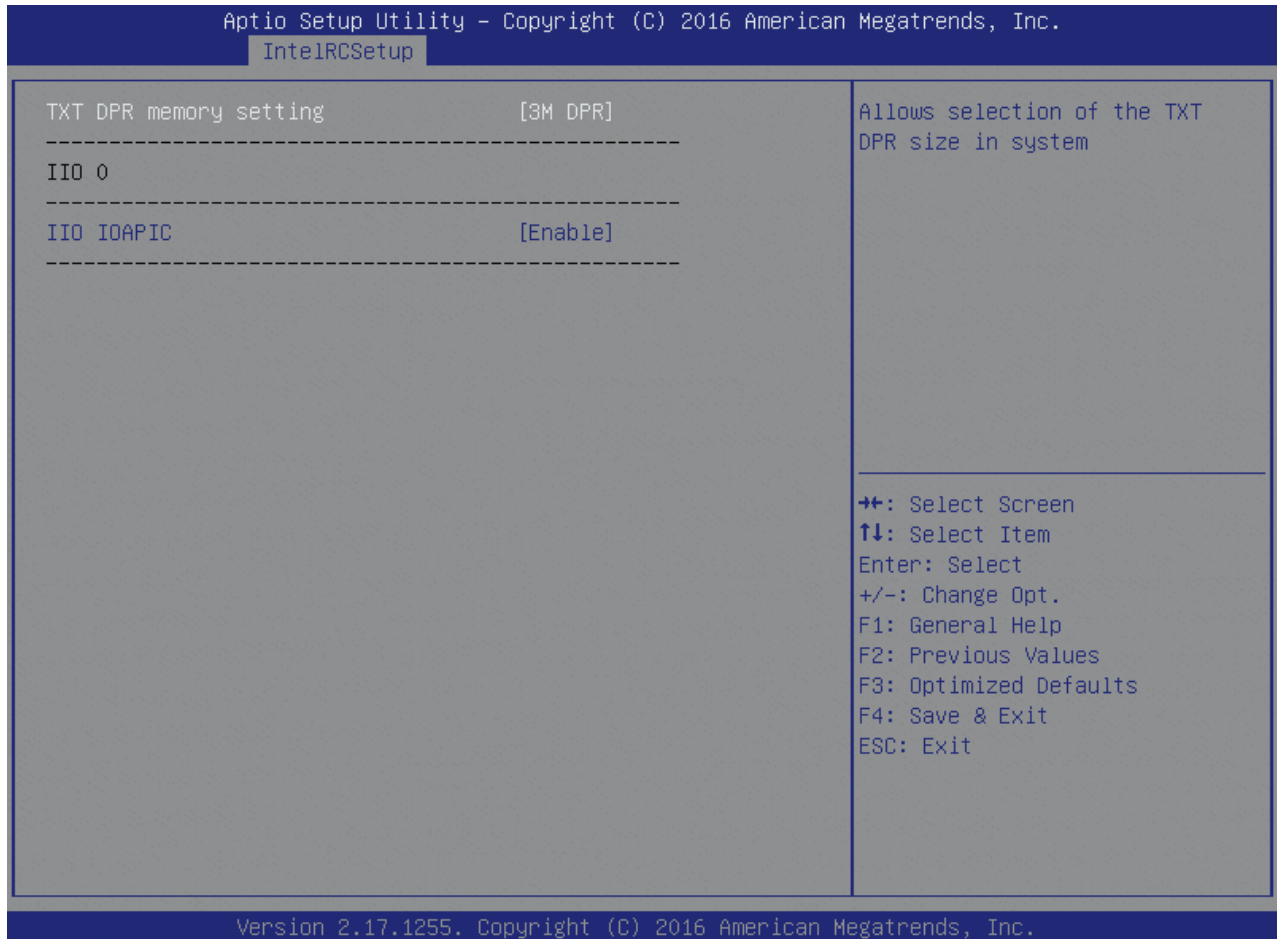 Aptio Setup Utility – Copyright (C) 2016 American Megatrends, Inc.
IntelRCSetup
TXT DPR memory setting [3M DPR]
--------------------------------------------------
IIO 0
--------------------------------------------------
IIO IOAPIC [Enable]
--------------------------------------------------
Allows selection of the TXT
DPR size in system
→←: Select Screen
↑↓: Select Item
Enter: Select
+/-: Change Opt.
F1: General Help
F2: Previous Values
F3: Optimized Defaults
F4: Save & Exit
ESC: Exit
Version 2.17.1255. Copyright (C) 2016 American Megatrends, Inc.